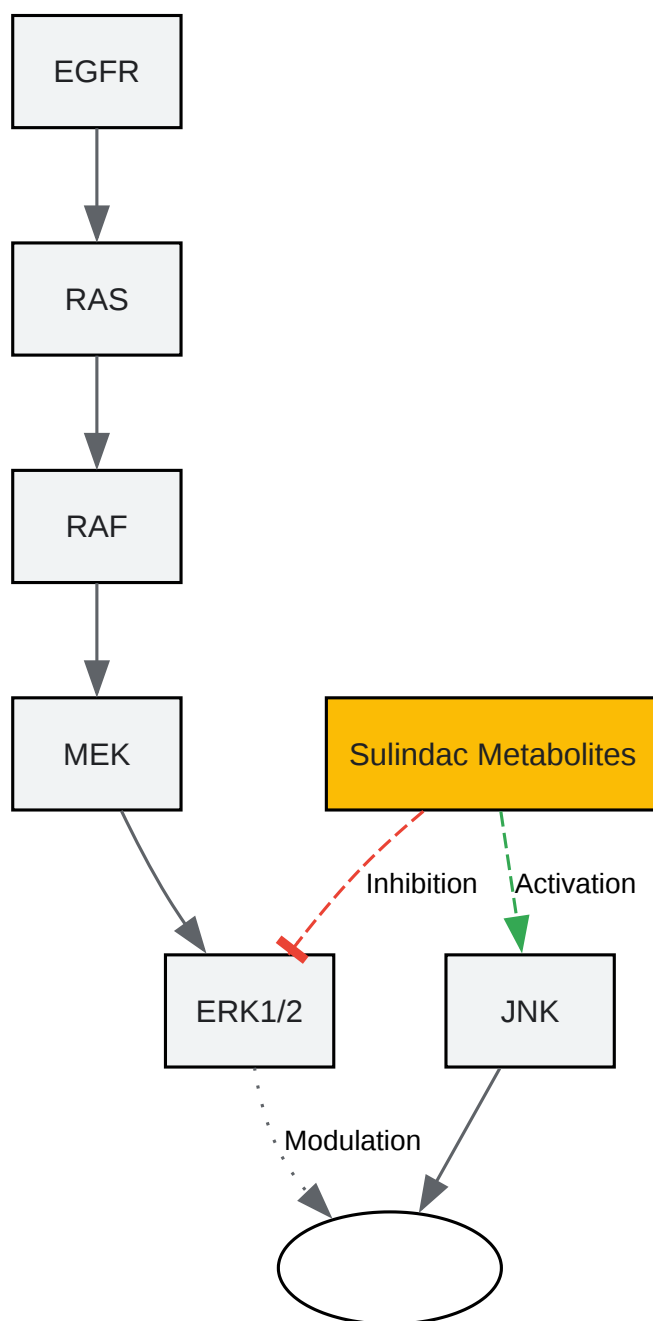 EGFR
RAS
RAF
MEK
Sulindac Metabolites
Inhibition
Activation
ERK1/2
JNK
Modulation